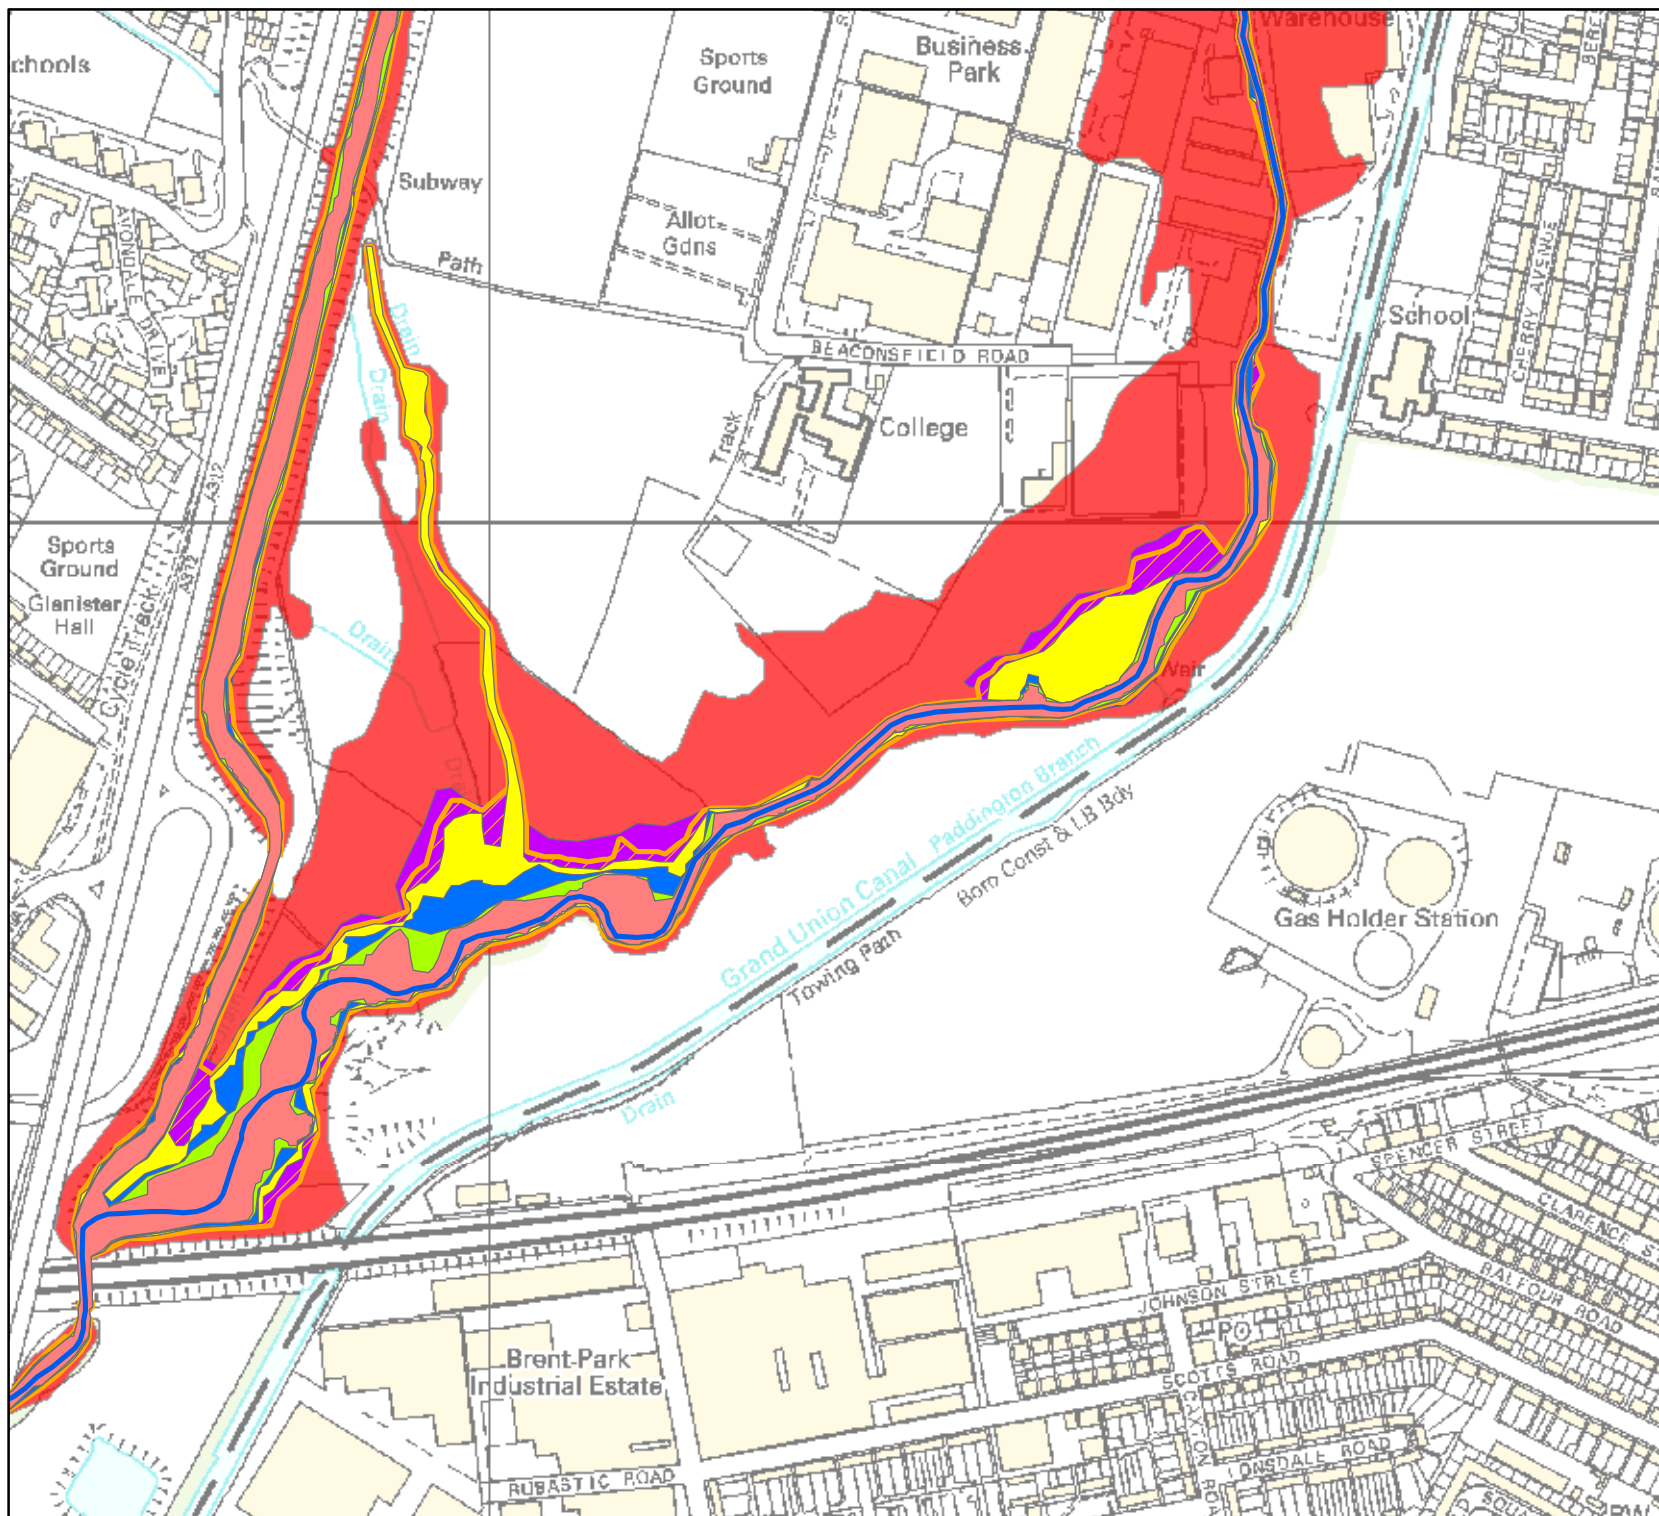 Warehouse
chools
Sports
Ground
Business
Park
BERE
Subway
Allot
Gdns
Path
Drain
AVONDALE DRIVE
School
CHERRY AVENUE
BEACONSFIELD ROAD
Drain
College
Track
A312
Sports
Ground
Glanister
Hall
A312
Cycle Track
Drain
Weir
Drain
Grand Union Canal Paddington Branch
Boro Const & LB Bdy
Gas Holder Station
Towing Path
Drain
SPENCER STREET
CLARENCE ST
BALFOUR ROAD
JOHNSON STREET
PO
Brent Park
Industrial Estate
SCOTTS ROAD
LONSDALE ROAD
RUBASTIC ROAD